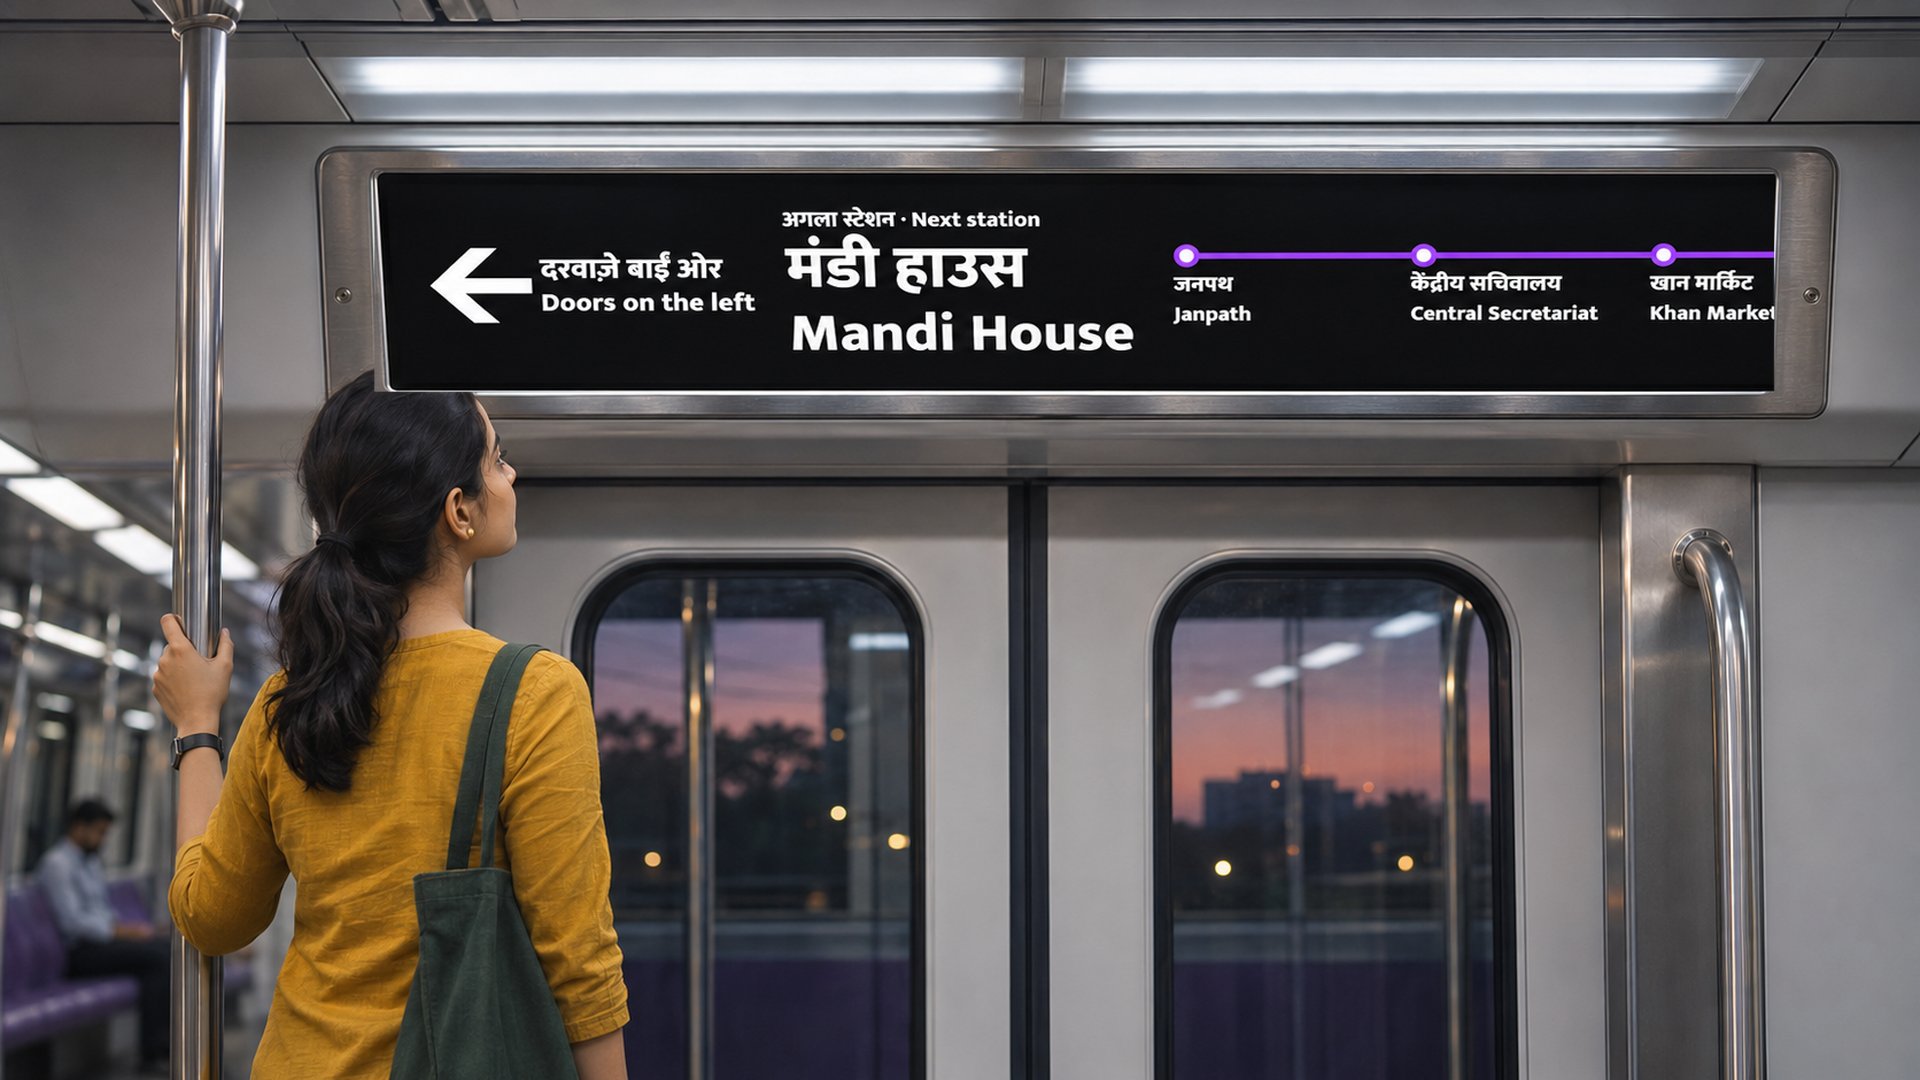 दरवाज़े बाईं ओर
Doors on the left
अगला स्टेशन · Next station
मंडी हाउस
Mandi House
जनपथ
Janpath
केंद्रीय सचिवालय
Central Secretariat
खान मार्किट
Khan Market